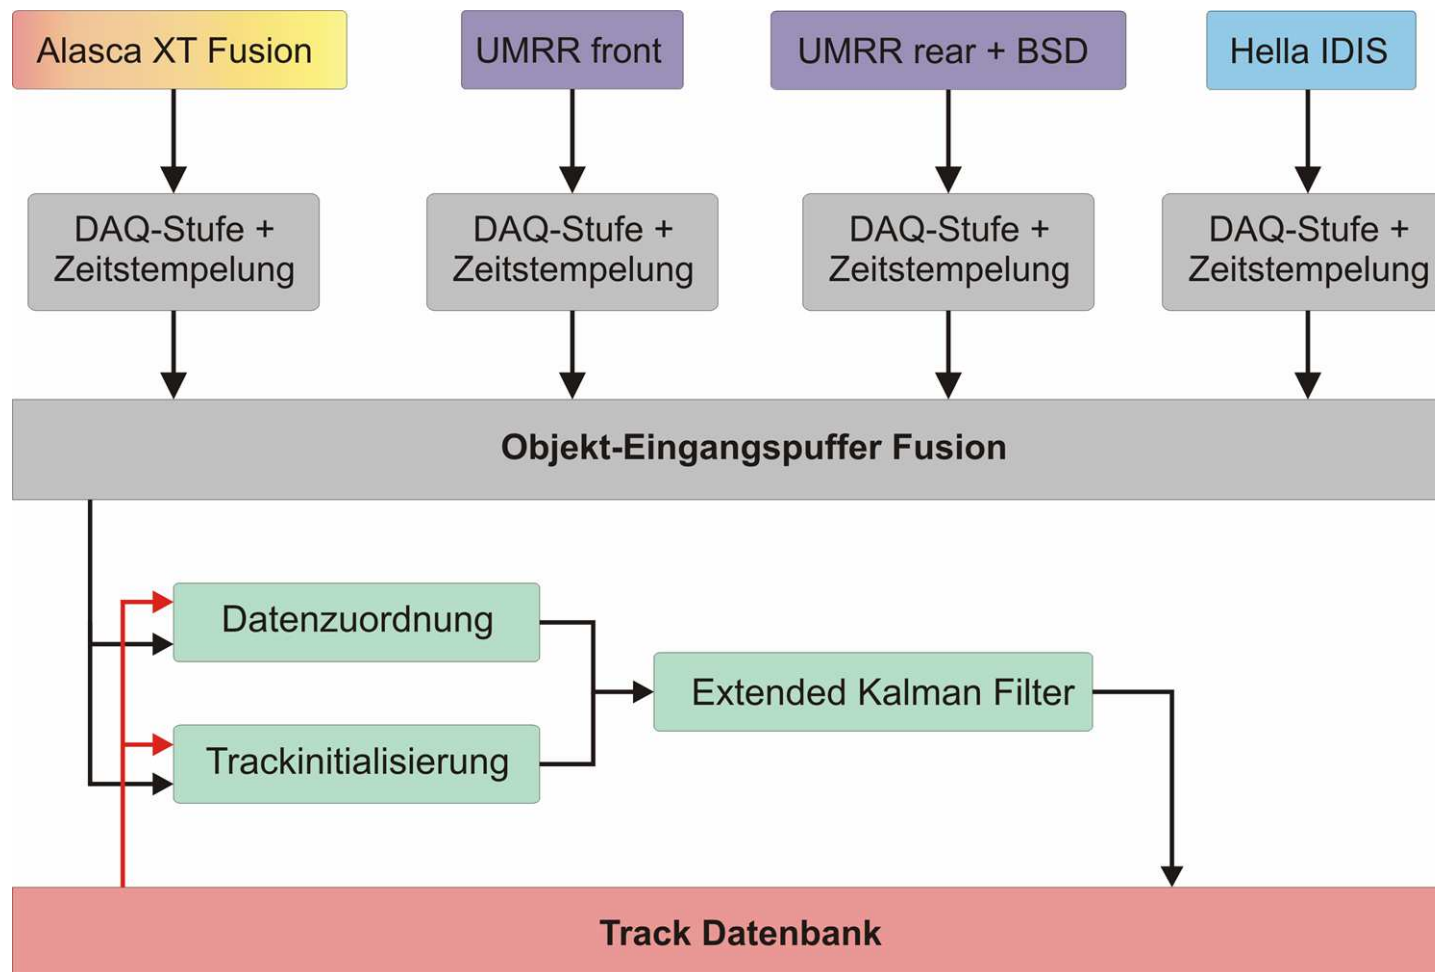 Alasca XT Fusion
UMRR front
UMRR rear + BSD
Hella IDIS
DAQ-Stufe +
Zeitstempelung
DAQ-Stufe +
Zeitstempelung
DAQ-Stufe +
Zeitstempelung
DAQ-Stufe +
Zeitstempelung
Objekt-Eingangspuffer Fusion
Datenzuordnung
Extended Kalman Filter
Trackinitialisierung
Track Datenbank